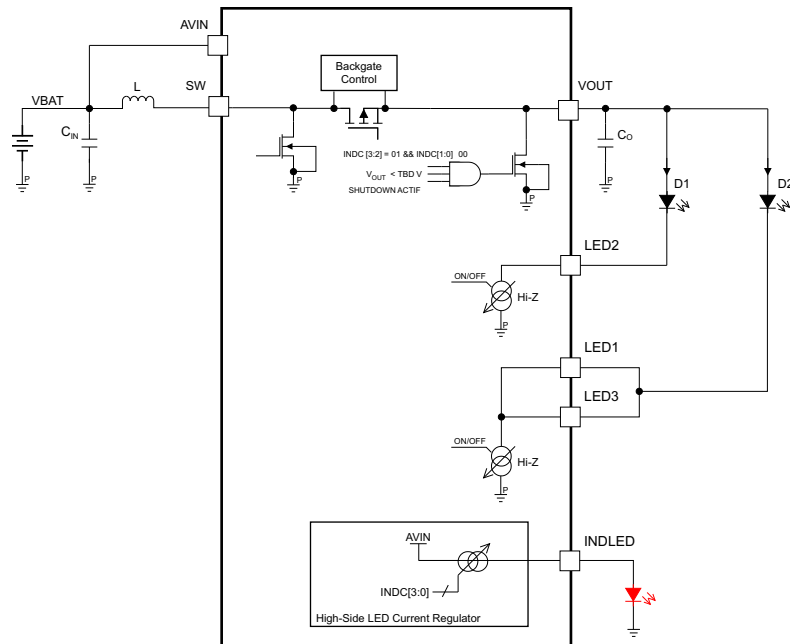 AVIN
Backgate
Control
VBAT
L
SW
VOUT
CIN
CO
P
P
P
P
P
INDC [3:2] = 01 && INDC[1:0] 00
VOUT < TBD V
SHUTDOWN ACTIF
D1
D2
LED2
ON/OFF
Hi-Z
P
LED1
LED3
ON/OFF
Hi-Z
P
AVIN
INDLED
INDC[3:0]
High-Side LED Current Regulator